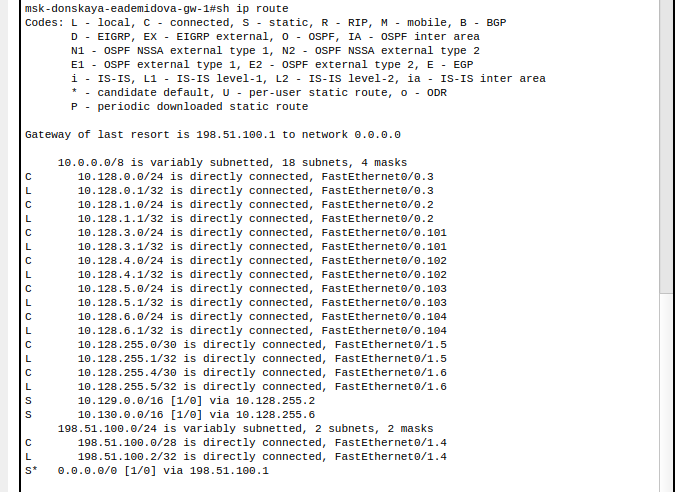 msk-donskaya-eademidova-gw-1#sh ip route
Codes: L - local, C - connected, S - static, R - RIP, M - mobile, B - BGP
       D - EIGRP, EX - EIGRP external, O - OSPF, IA - OSPF inter area
       N1 - OSPF NSSA external type 1, N2 - OSPF NSSA external type 2
       E1 - OSPF external type 1, E2 - OSPF external type 2, E - EGP
       i - IS-IS, L1 - IS-IS level-1, L2 - IS-IS level-2, ia - IS-IS inter area
       * - candidate default, U - per-user static route, o - ODR
       P - periodic downloaded static route
Gateway of last resort is 198.51.100.1 to network 0.0.0.0
     10.0.0.0/8 is variably subnetted, 18 subnets, 4 masks
C       10.128.0.0/24 is directly connected, FastEthernet0/0.3
L       10.128.0.1/32 is directly connected, FastEthernet0/0.3
C       10.128.1.0/24 is directly connected, FastEthernet0/0.2
L       10.128.1.1/32 is directly connected, FastEthernet0/0.2
C       10.128.3.0/24 is directly connected, FastEthernet0/0.101
L       10.128.3.1/32 is directly connected, FastEthernet0/0.101
C       10.128.4.0/24 is directly connected, FastEthernet0/0.102
L       10.128.4.1/32 is directly connected, FastEthernet0/0.102
C       10.128.5.0/24 is directly connected, FastEthernet0/0.103
L       10.128.5.1/32 is directly connected, FastEthernet0/0.103
C       10.128.6.0/24 is directly connected, FastEthernet0/0.104
L       10.128.6.1/32 is directly connected, FastEthernet0/0.104
C       10.128.255.0/30 is directly connected, FastEthernet0/1.5
L       10.128.255.1/32 is directly connected, FastEthernet0/1.5
C       10.128.255.4/30 is directly connected, FastEthernet0/1.6
L       10.128.255.5/32 is directly connected, FastEthernet0/1.6
S       10.129.0.0/16 [1/0] via 10.128.255.2
S       10.130.0.0/16 [1/0] via 10.128.255.6
     198.51.100.0/24 is variably subnetted, 2 subnets, 2 masks
C       198.51.100.0/28 is directly connected, FastEthernet0/1.4
L       198.51.100.2/32 is directly connected, FastEthernet0/1.4
S*   0.0.0.0/0 [1/0] via 198.51.100.1